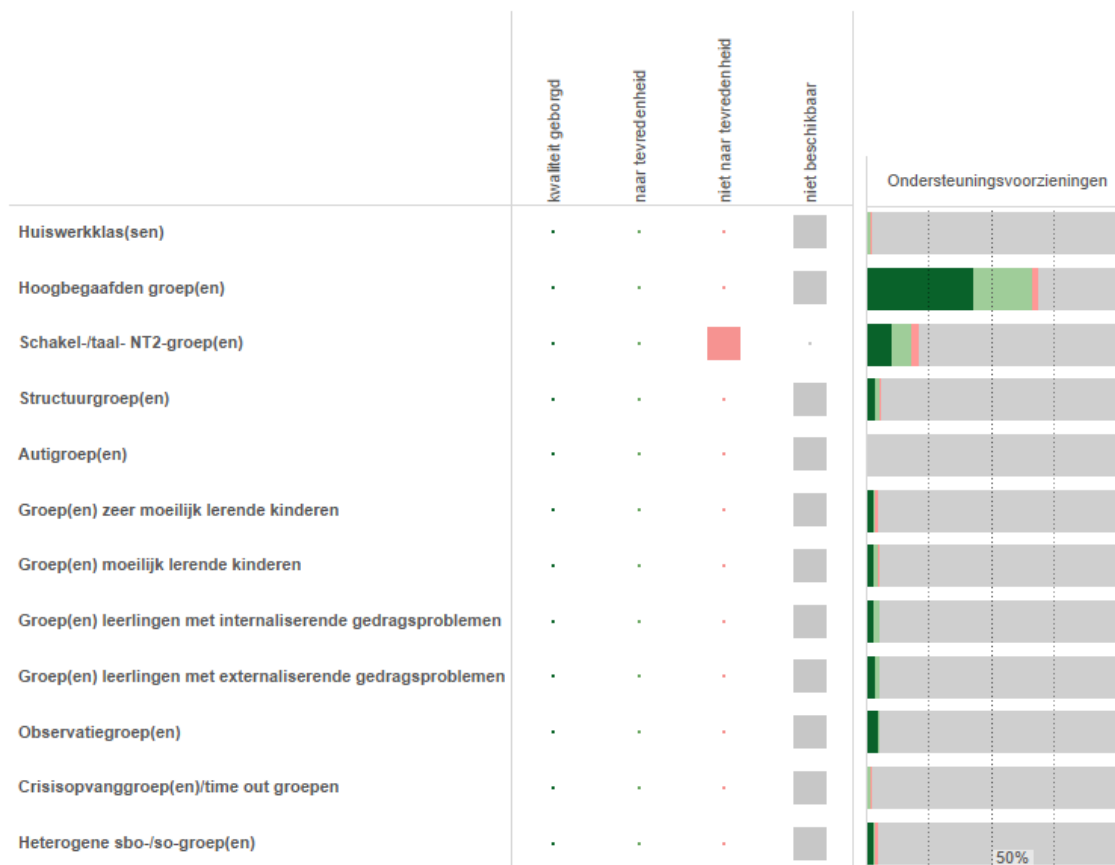 kwaliteit geborgd
naar tevredenheid
niet naar tevredenheid
niet beschikbaar
Ondersteuningsvoorzieningen
Huiswerkklas(sen)
Hoogbegaafden groep(en)
Schakel-/taal- NT2-groep(en)
Structuurgroep(en)
Autigroep(en)
Groep(en) zeer moeilijk lerende kinderen
Groep(en) moeilijk lerende kinderen
Groep(en) leerlingen met internaliserende gedragsproblemen
Groep(en) leerlingen met externaliserende gedragsproblemen
Observatiegroep(en)
Crisisopvanggroep(en)/time out groepen
Heterogene sbo-/so-groep(en)
50%